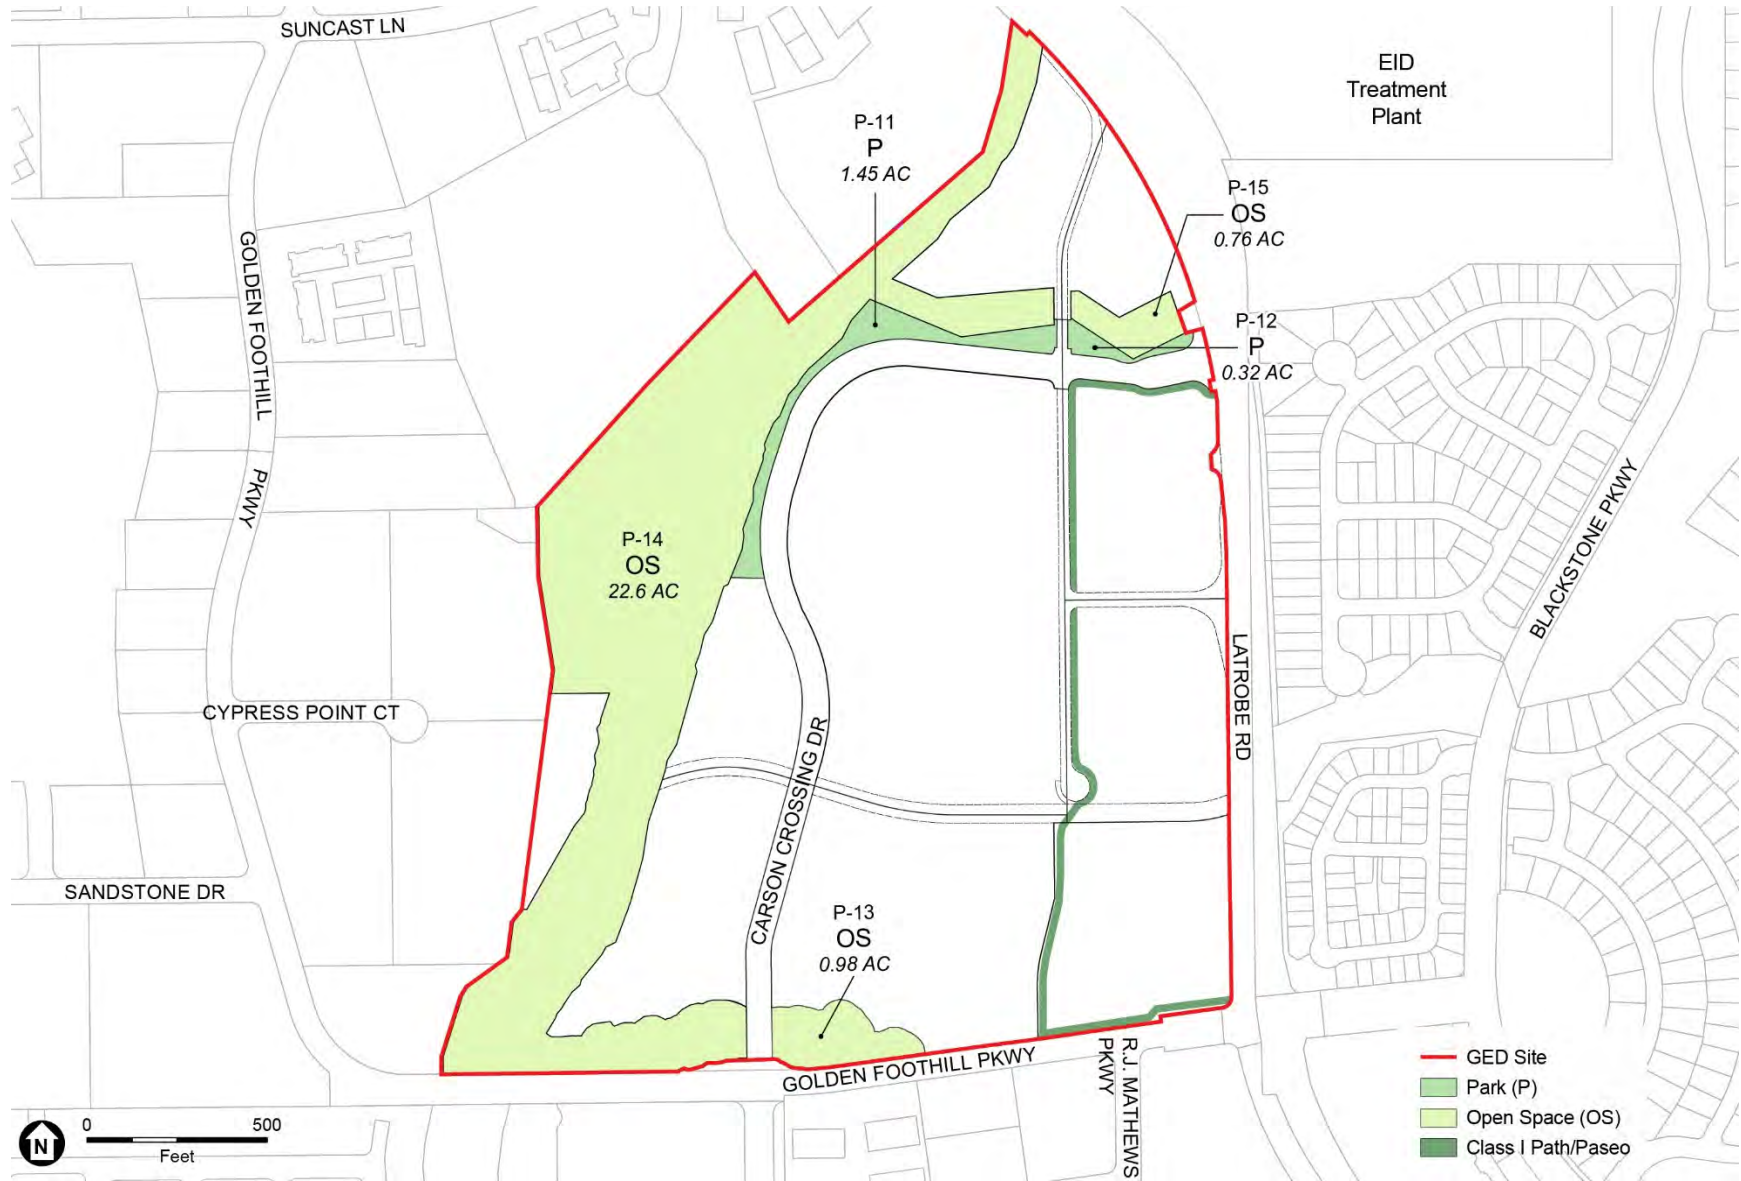 SUNCAST LN
EID
Treatment
Plant
P-11
P
1.45 AC
P-15
OS
0.76 AC
P-12
P
0.32 AC
GOLDEN FOOTHILL
PKWY
P-14
OS
22.6 AC
BLACKSTONE PKWY
LATROBE RD
CYPRESS POINT CT
CARSON CROSSING DR
SANDSTONE DR
P-13
OS
0.98 AC
GOLDEN FOOTHILL PKWY
R.J. MATHEWS
PKWY
GED Site
Park (P)
Open Space (OS)
Class I Path/Paseo
N
0 500
Feet